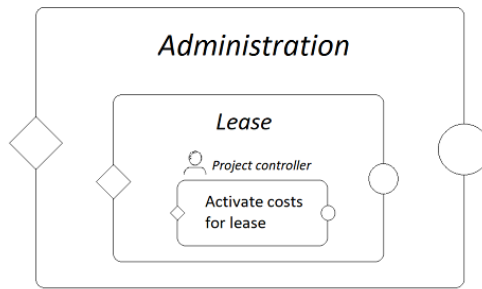 Administration
Lease
Project controller
Activate costs
for lease